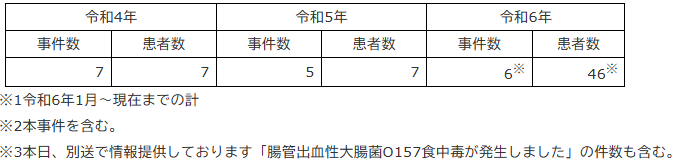 令和4年 令和5年 令和6年
事件数 患者数 事件数 患者数 事件数 患者数
7 7 5 7 6※ 46※
※1令和6年1月～現在までの計
※2本事件を含む。
※3本日、別送で情報提供しております「腸管出血性大腸菌O157食中毒が発生しました」の件数も含む。